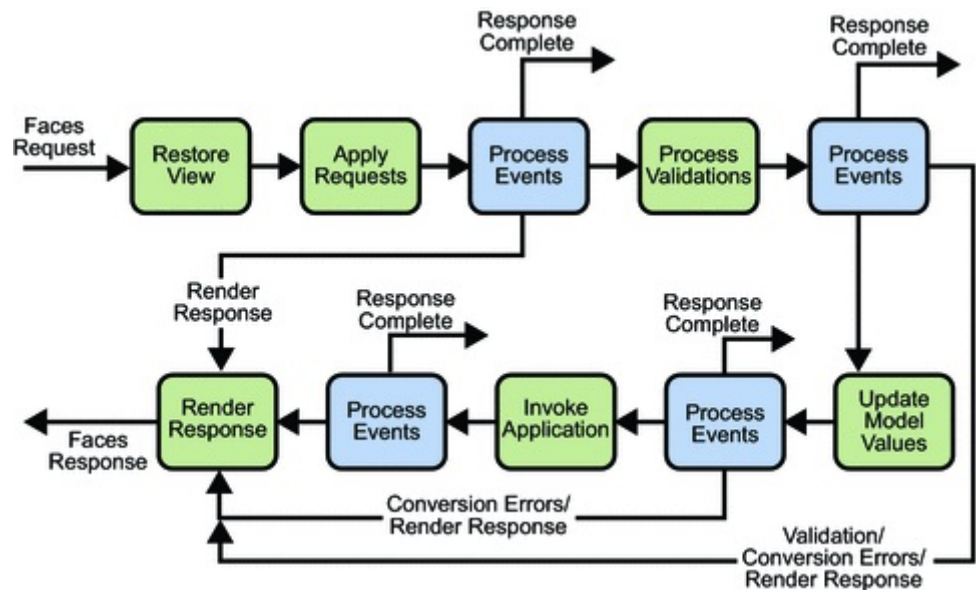 Response
Complete
Response
Complete
Faces
Request
Restore
View
Apply
Requests
Process
Events
Process
Validations
Process
Events
Render
Response
Response
Complete
Response
Complete
Render
Response
Process
Events
Invoke
Application
Process
Events
Update
Model
Values
Faces
Response
Conversion Errors/
Render Response
Validation/
Conversion Errors/
Render Response